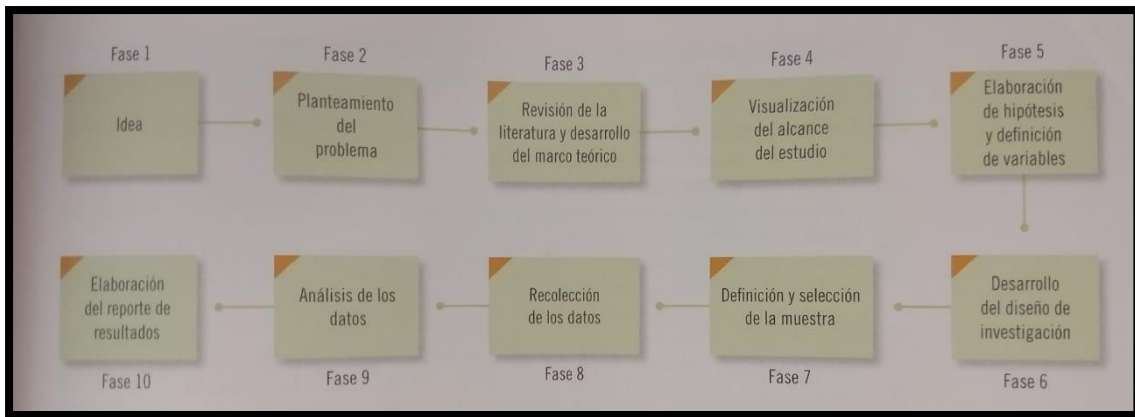 Fase 1
Idea
Fase 2
Planteamiento
del
problema
Fase 3
Revisión de la
literatura y desarrollo
del marco teórico
Fase 4
Visualización
del alcance
del estudio
Fase 5
Elaboración
de hipótesis
y definición
de variables
Desarrollo
del diseño de
investigación
Fase 6
Definición y selección
de la muestra
Fase 7
Recolección
de los datos
Fase 8
Análisis de los
datos
Fase 9
Elaboración
del reporte de
resultados
Fase 10